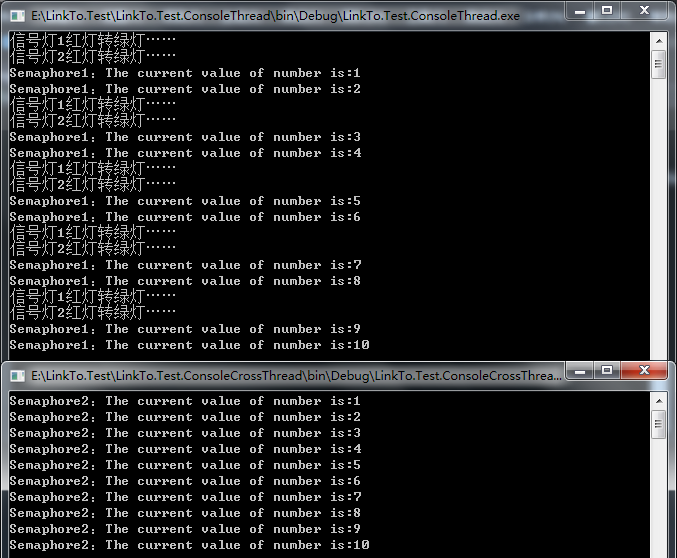 E:\LinkTo.Test\LinkTo.Test.ConsoleThread\bin\Debug\LinkTo.Test.ConsoleThread.exe
信号灯1红灯转绿灯……
信号灯2红灯转绿灯……
Semaphore1：The current value of number is:1
Semaphore1：The current value of number is:2
信号灯1红灯转绿灯……
信号灯2红灯转绿灯……
Semaphore1：The current value of number is:3
Semaphore1：The current value of number is:4
信号灯1红灯转绿灯……
信号灯2红灯转绿灯……
Semaphore1：The current value of number is:5
Semaphore1：The current value of number is:6
信号灯1红灯转绿灯……
信号灯2红灯转绿灯……
Semaphore1：The current value of number is:7
Semaphore1：The current value of number is:8
信号灯1红灯转绿灯……
信号灯2红灯转绿灯……
Semaphore1：The current value of number is:9
Semaphore1：The current value of number is:10
E:\LinkTo.Test\LinkTo.Test.ConsoleCrossThread\bin\Debug\LinkTo.Test.ConsoleCrossThrea...
Semaphore2：The current value of number is:1
Semaphore2：The current value of number is:2
Semaphore2：The current value of number is:3
Semaphore2：The current value of number is:4
Semaphore2：The current value of number is:5
Semaphore2：The current value of number is:6
Semaphore2：The current value of number is:7
Semaphore2：The current value of number is:8
Semaphore2：The current value of number is:9
Semaphore2：The current value of number is:10